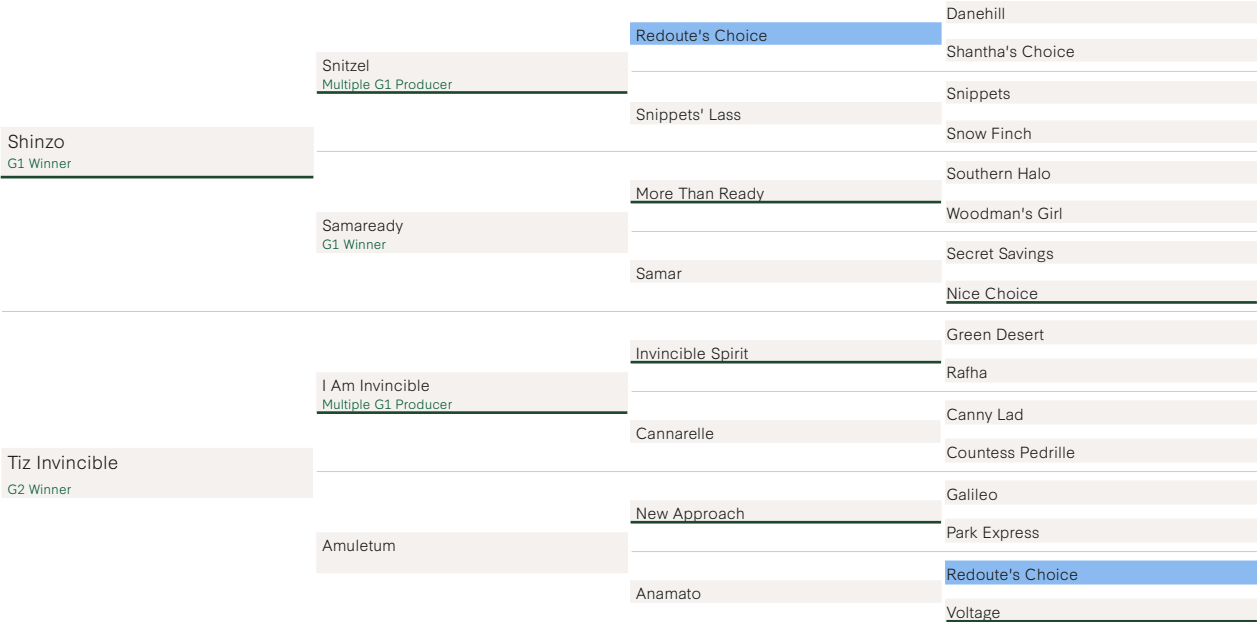 Shinzo
G1 Winner
Tiz Invincible
G2 Winner
Snitzel
Multiple G1 Producer
Samaready
G1 Winner
I Am Invincible
Multiple G1 Producer
Amuletum
Redoute's Choice
Snippets' Lass
More Than Ready
Samar
Invincible Spirit
Cannarelle
New Approach
Anamato
Danehill
Shantha's Choice
Snippets
Snow Finch
Southern Halo
Woodman's Girl
Secret Savings
Nice Choice
Green Desert
Rafha
Canny Lad
Countess Pedrille
Galileo
Park Express
Redoute's Choice
Voltage